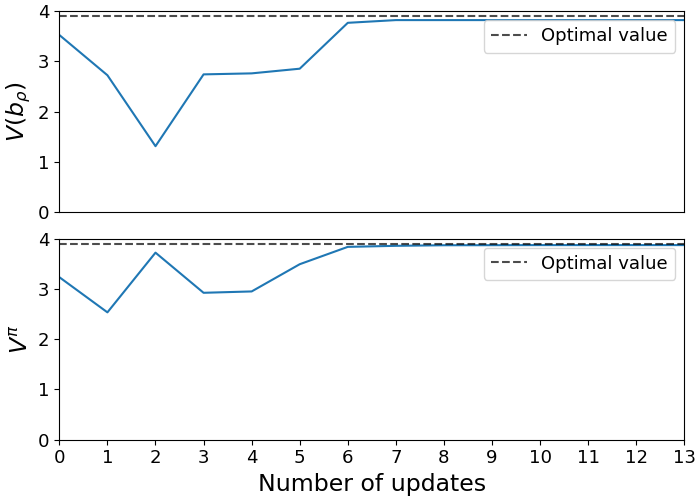 4
3
2
1
0
V(b_ρ)
Optimal value
4
3
2
1
0
V^π
Optimal value
0 1 2 3 4 5 6 7 8 9 10 11 12 13
Number of updates